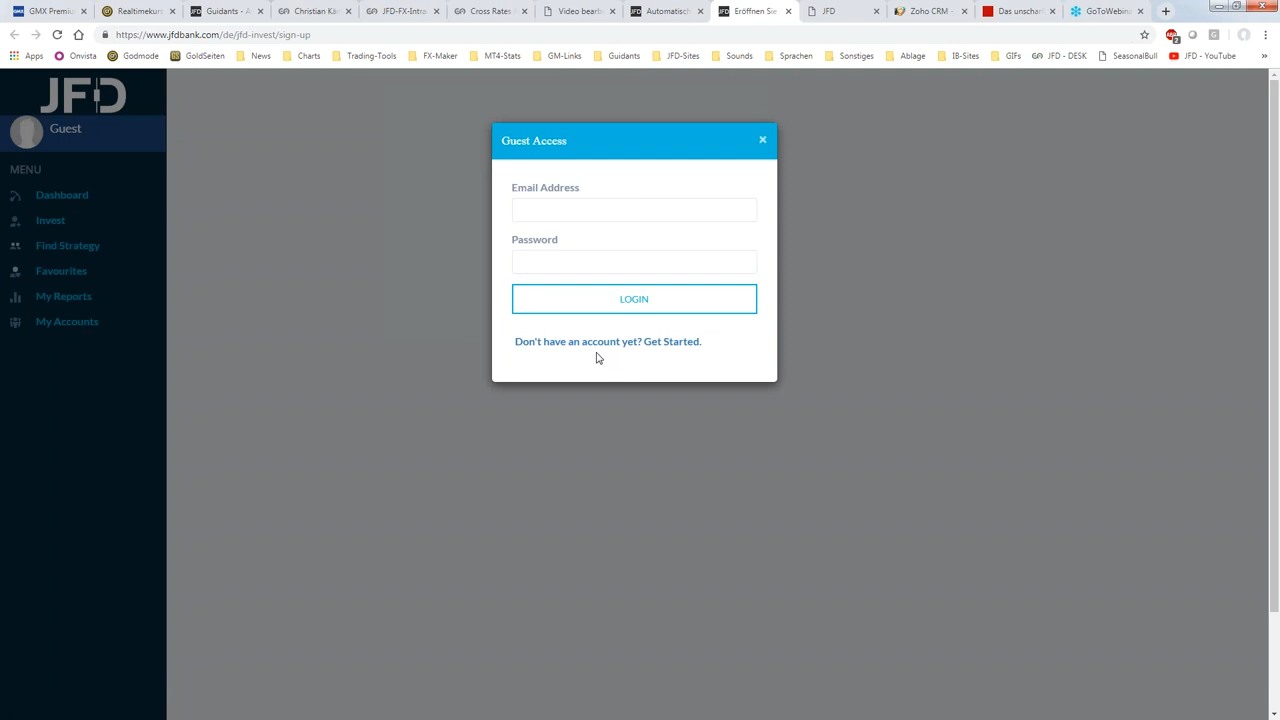 GMX Premium
Realtimekurs
Guidants - A
Christian Kä
JFD-FX-Intra
Cross Rates
Video bearb
Automatisch
Eröffnen Sie
JFD
Zoho CRM -
Das unscharf
GoToWebina
https://www.jfdbank.com/de/jfd-invest/sign-up
Apps
Onvista
Godmode
GoldSeiten
News
Charts
Trading-Tools
FX-Maker
MT4-Stats
GM-Links
Guidants
JFD-Sites
Sounds
Sprachen
Sonstiges
Ablage
IB-Sites
GIFs
JFD - DESK
SeasonalBull
JFD - YouTube
JFD
Guest
MENU
Dashboard
Invest
Find Strategy
Favourites
My Reports
My Accounts
Guest Access
Email Address
Password
LOGIN
Don't have an account yet? Get Started.